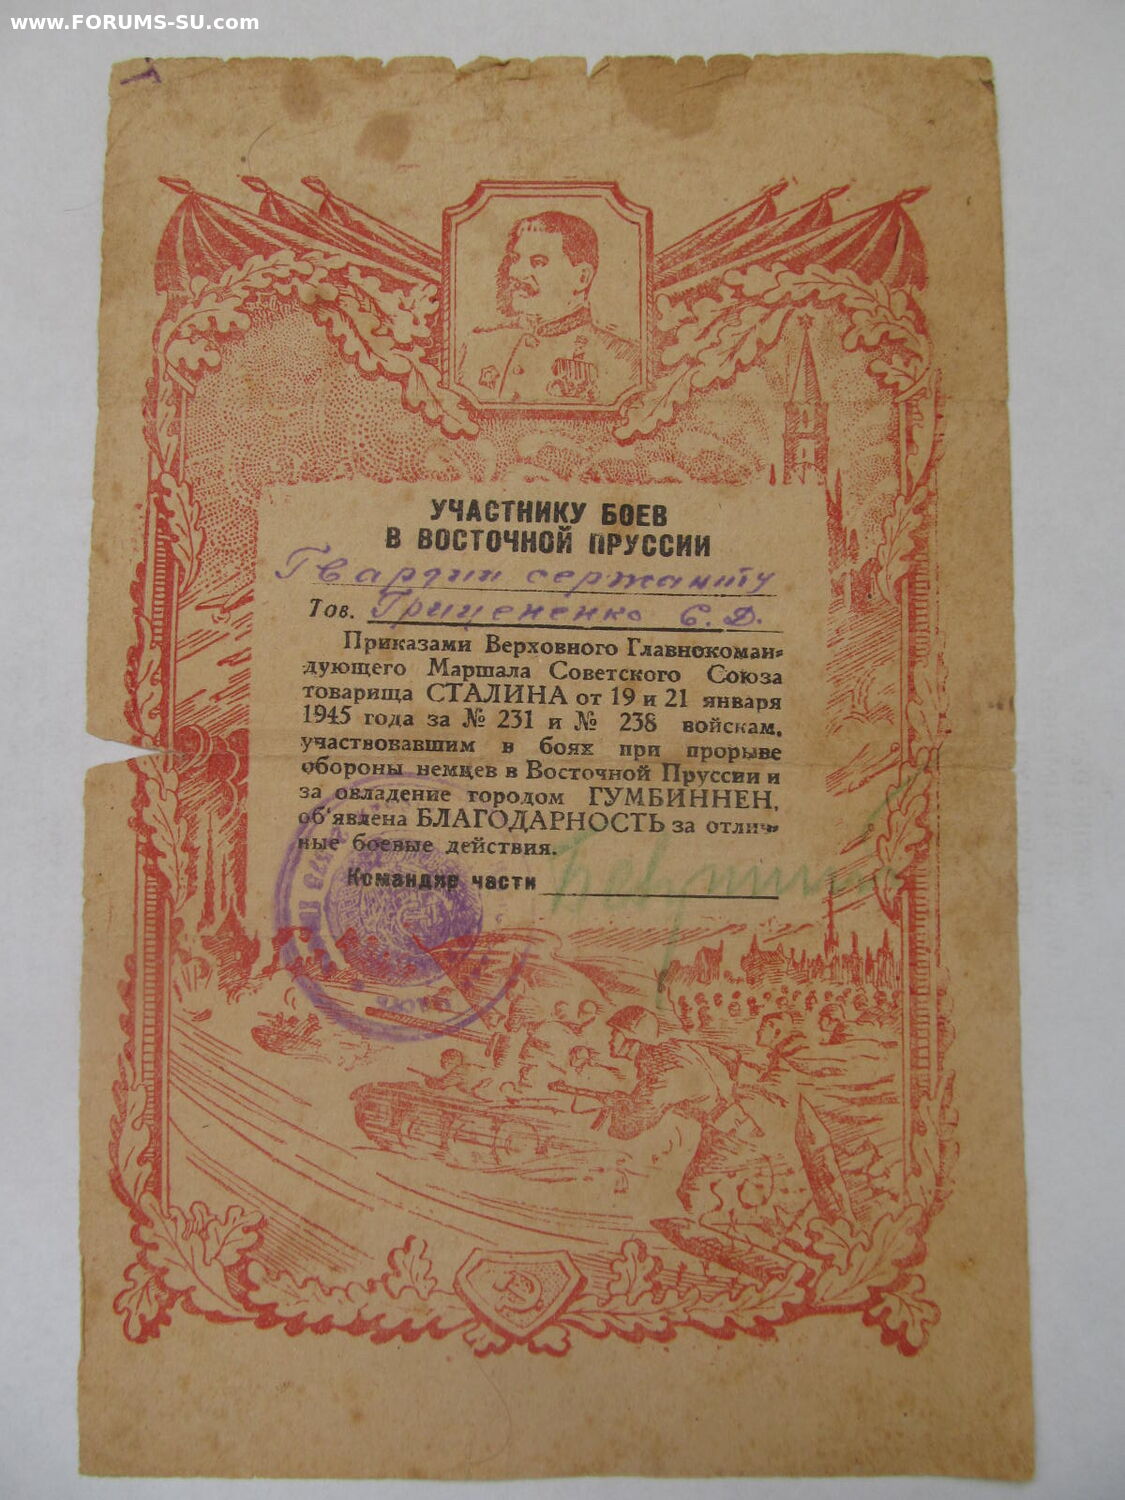 www.FORUMS-SU.com
УЧАСТНИКУ БОЕВ
В ВОСТОЧНОЙ ПРУССИИ
Гвардии сержанту
Тов. Грицененко С. Д.
Приказами Верховного Главнокоман-
дующего Маршала Советского Союза
товарища СТАЛИНА от 19 и 21 января
1945 года за № 231 и № 238 войскам,
участвовавшим в боях при прорыве
обороны немцев в Восточной Пруссии и
за овладение городом ГУМБИННЕН,
об'явлена БЛАГОДАРНОСТЬ за отлич-
ные боевые действия.
Командир части